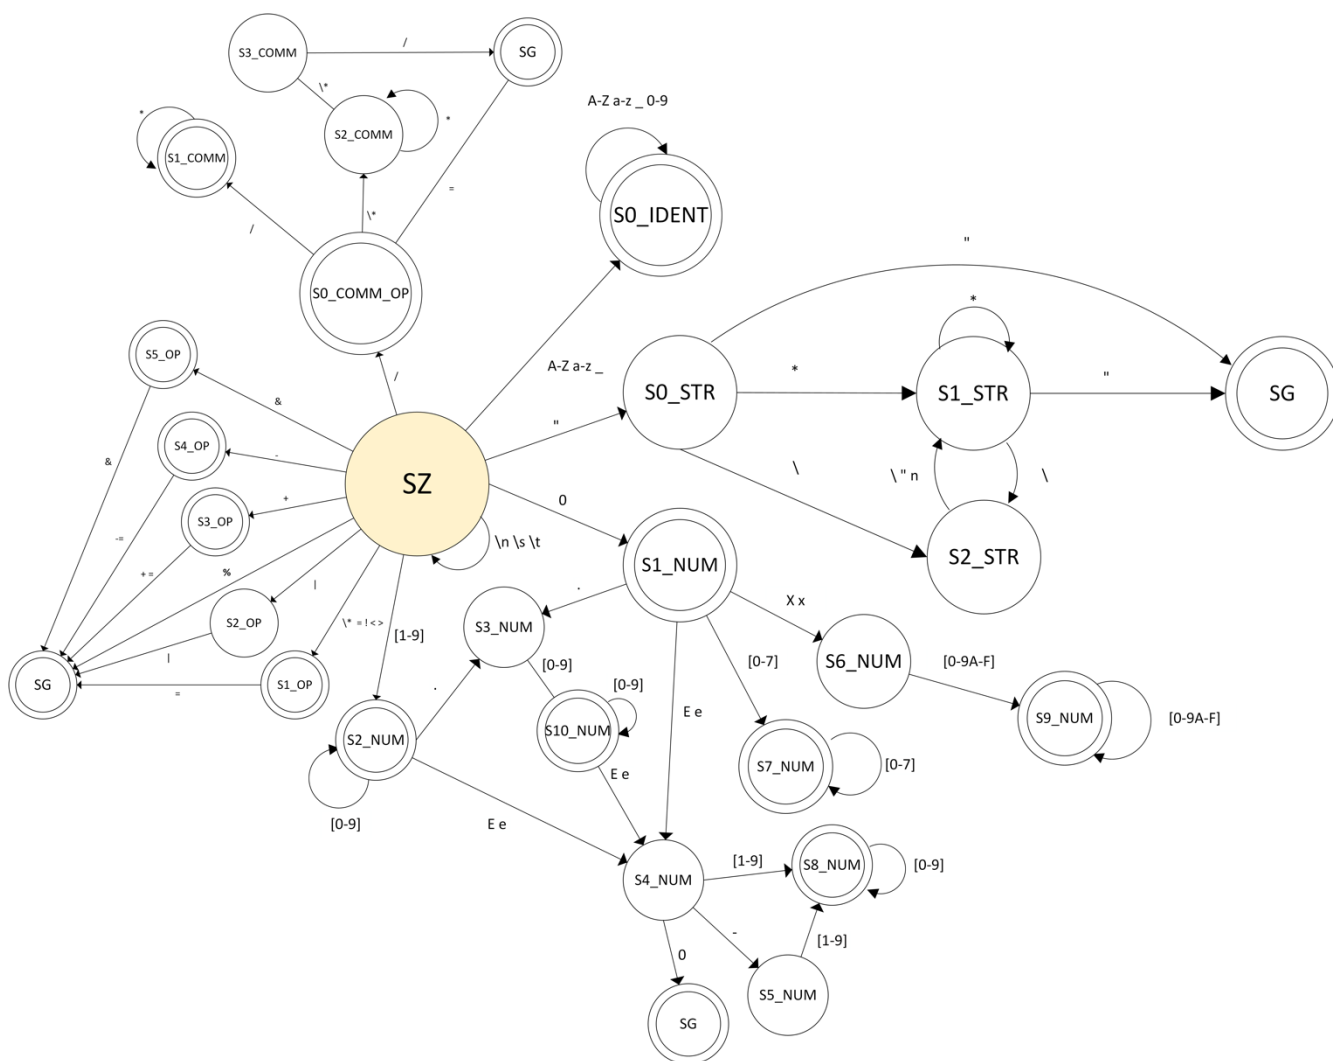 S3_COMM
/
SG
\*
*
S2_COMM
*
S1_COMM
A-Z a-z _ 0-9
S0_IDENT
=
\*
/
S0_COMM_OP
"
S5_OP
/
A-Z a-z _
*
&
S0_STR
*
S1_STR
"
SG
"
S4_OP
-
&
SZ
0
\
\ " n
\
+
S3_OP
\n \s \t
-=
S1_NUM
S2_STR
+ =
%
|
.
X x
S2_OP
\* = ! < >
[1-9]
S3_NUM
S6_NUM
[0-9A-F]
|
[0-9]
[0-7]
SG
=
S1_OP
.
[0-9]
E e
S9_NUM
[0-9A-F]
S2_NUM
S10_NUM
S7_NUM
[0-7]
E e
[0-9]
E e
S4_NUM
[1-9]
S8_NUM
[0-9]
-
[1-9]
0
S5_NUM
SG